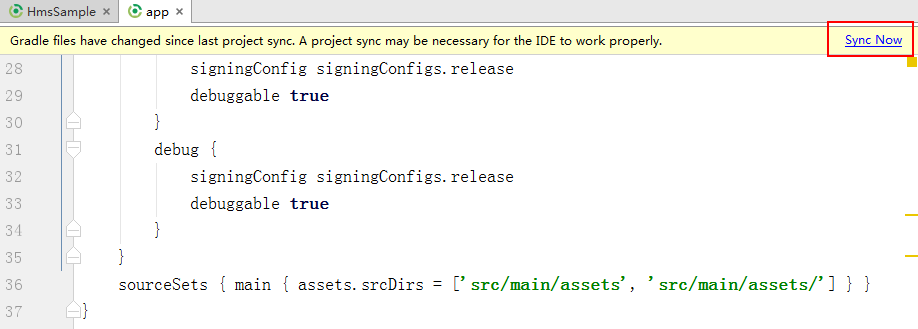 HmsSample × app ×
Gradle files have changed since last project sync. A project sync may be necessary for the IDE to work properly. Sync Now
28 signingConfig signingConfigs.release
29 debuggable true
30 }
31 debug {
32 signingConfig signingConfigs.release
33 debuggable true
34 }
35 }
36 sourceSets { main { assets.srcDirs = ['src/main/assets', 'src/main/assets/'] } }
37 }